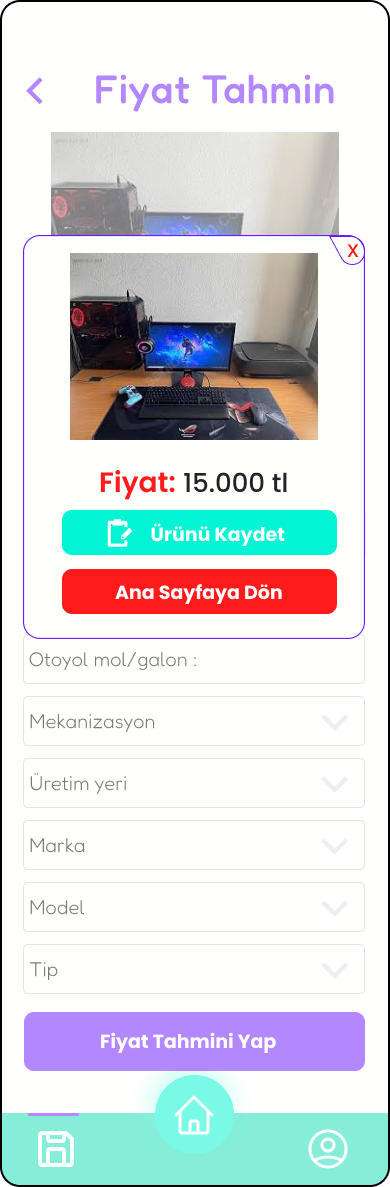 Fiyat Tahmin
X
Fiyat: 15.000 tl
Ürünü Kaydet
Ana Sayfaya Dön
Otoyol mol/galon :
Mekanizasyon
Üretim yeri
Marka
Model
Tip
Fiyat Tahmini Yap